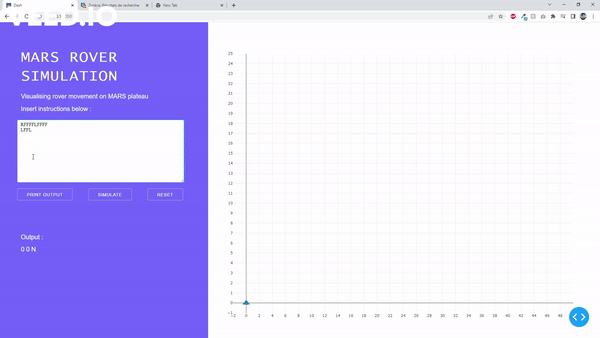 Dash
Zimbra: Résultats de recherche
New Tab
VEED.IO
MARS ROVER
SIMULATION
Visualising rover movement on MARS plateau
Insert instructions below :
RFFFFLFFFF
LFFL
PRINT OUTPUT
SIMULATE
RESET
Output :
0 0 N
25
24
23
22
21
20
19
18
17
16
15
14
13
12
11
10
9
8
7
6
5
4
3
2
1
0
−1
−2 0 2 4 6 8 10 12 14 16 18 20 22 24 26 28 30 32 34 36 38 40 42 44 46 48